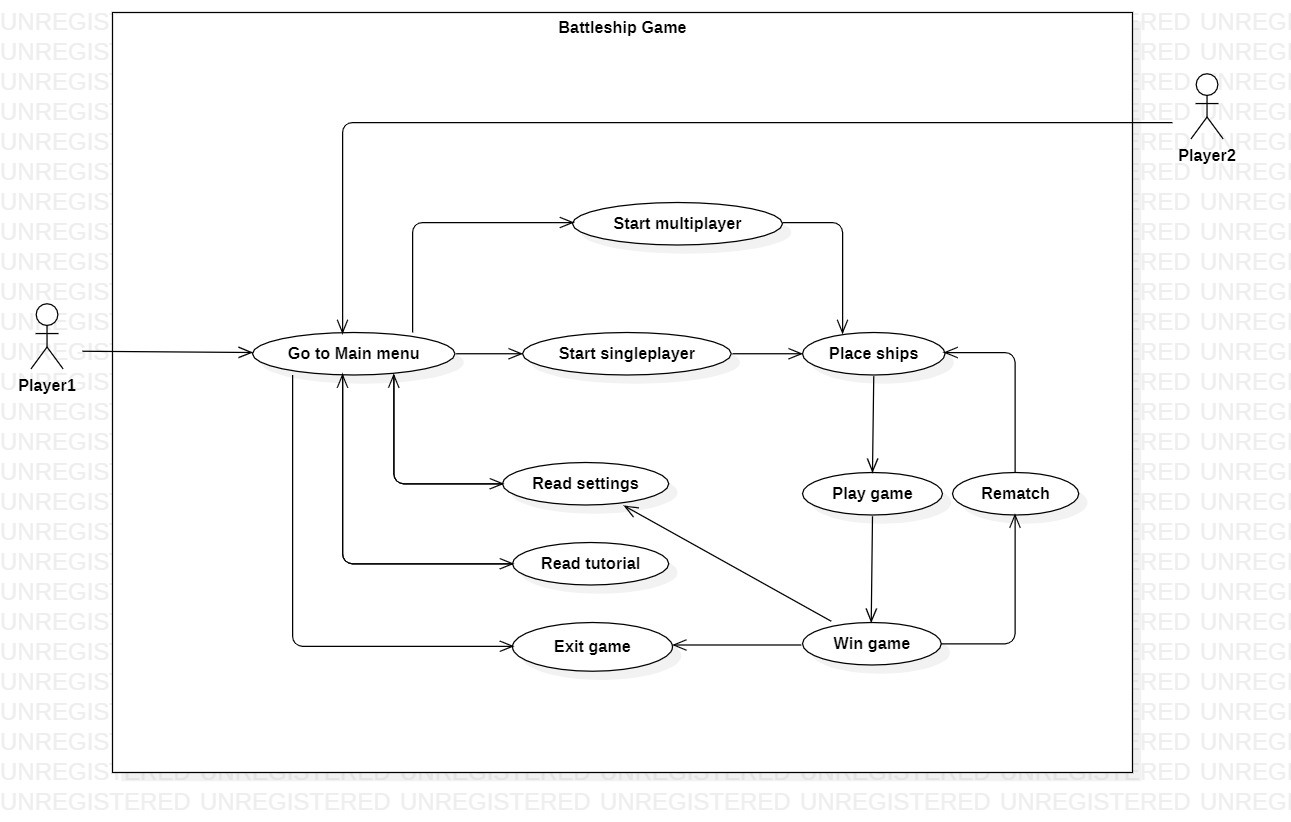 Battleship Game
Player2
Start multiplayer
Player1
Go to Main menu
Start singleplayer
Place ships
Read settings
Play game
Rematch
Read tutorial
Exit game
Win game
UNREGISTERED UNREGISTERED UNREGISTERED UNREGISTERED UNREGISTERED UNREGISTERED